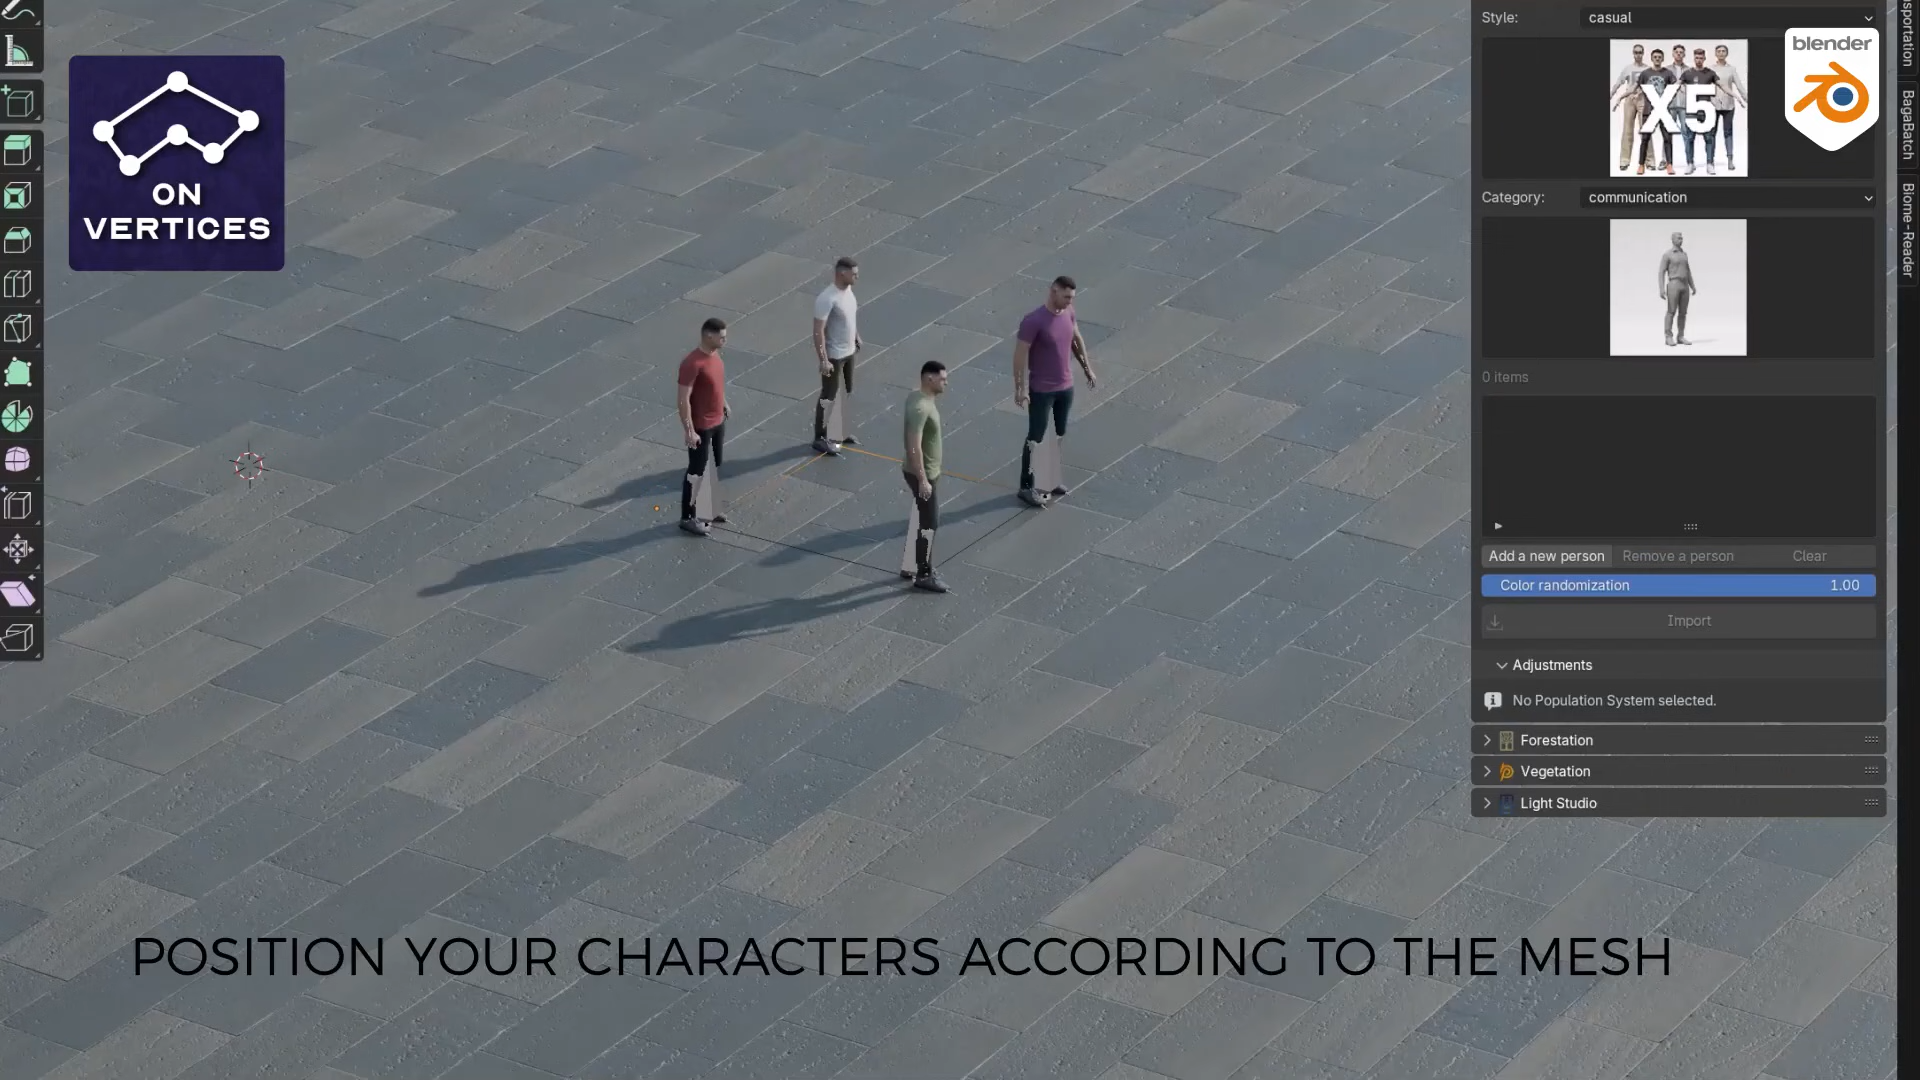 Style:
casual
blender
X5
ON
VERTICES
Category:
communication
0 items
Add a new person
Remove a person
Clear
Color randomization
1.00
Import
Adjustments
No Population System selected.
Forestation
Vegetation
Light Studio
BagaBatch
Biome-Reader
POSITION YOUR CHARACTERS ACCORDING TO THE MESH